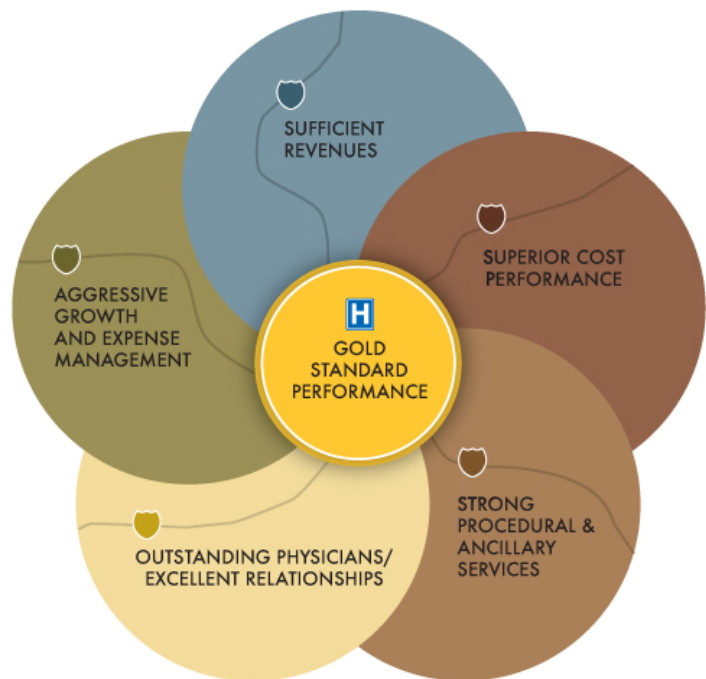 SUFFICIENT
REVENUES
SUPERIOR COST
PERFORMANCE
AGGRESSIVE
GROWTH
AND EXPENSE
MANAGEMENT
H
GOLD
STANDARD
PERFORMANCE
STRONG
PROCEDURAL &
ANCILLARY
SERVICES
OUTSTANDING PHYSICIANS/
EXCELLENT RELATIONSHIPS